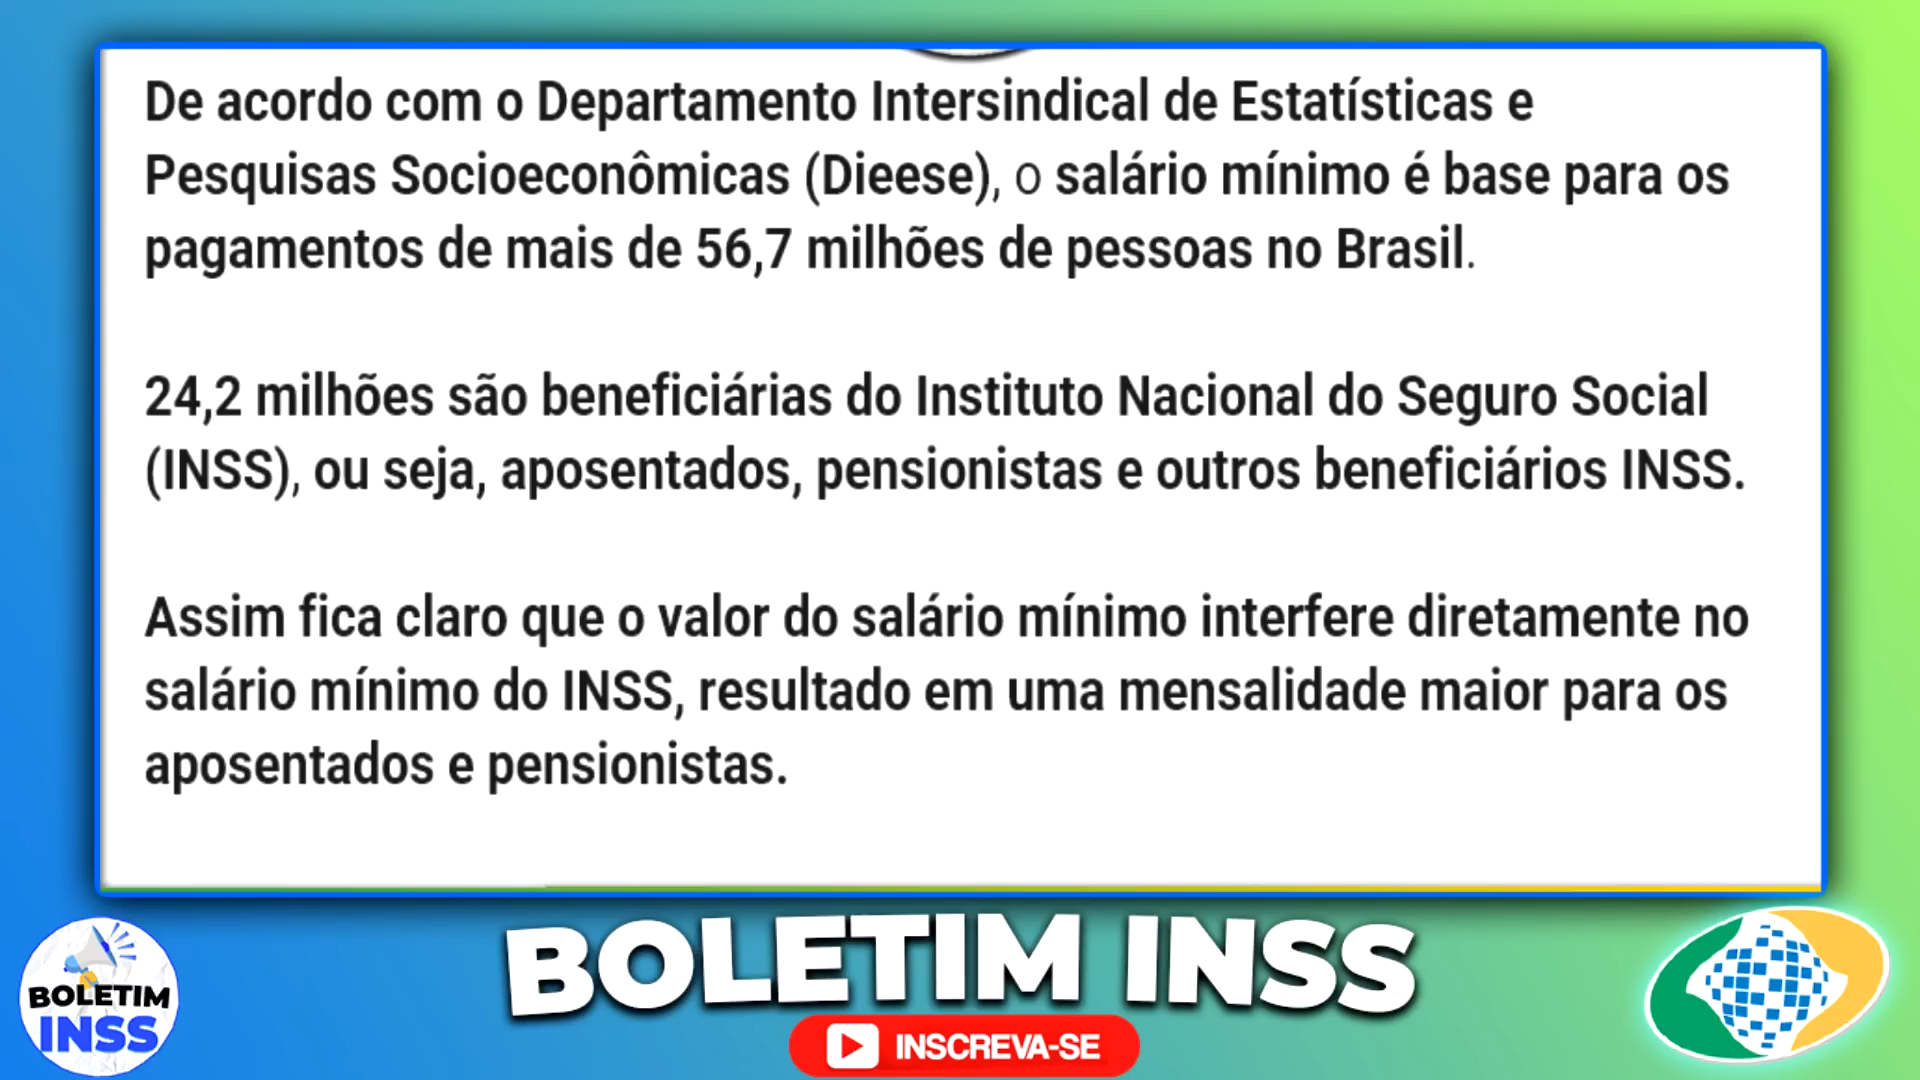 De acordo com o Departamento Intersindical de Estatísticas e
Pesquisas Socioeconômicas (Dieese), o salário mínimo é base para os
pagamentos de mais de 56,7 milhões de pessoas no Brasil.
24,2 milhões são beneficiárias do Instituto Nacional do Seguro Social
(INSS), ou seja, aposentados, pensionistas e outros beneficiários INSS.
Assim fica claro que o valor do salário mínimo interfere diretamente no
salário mínimo do INSS, resultado em uma mensalidade maior para os
aposentados e pensionistas.
BOLETIM INSS
BOLETIM
INSS
INSCREVA-SE